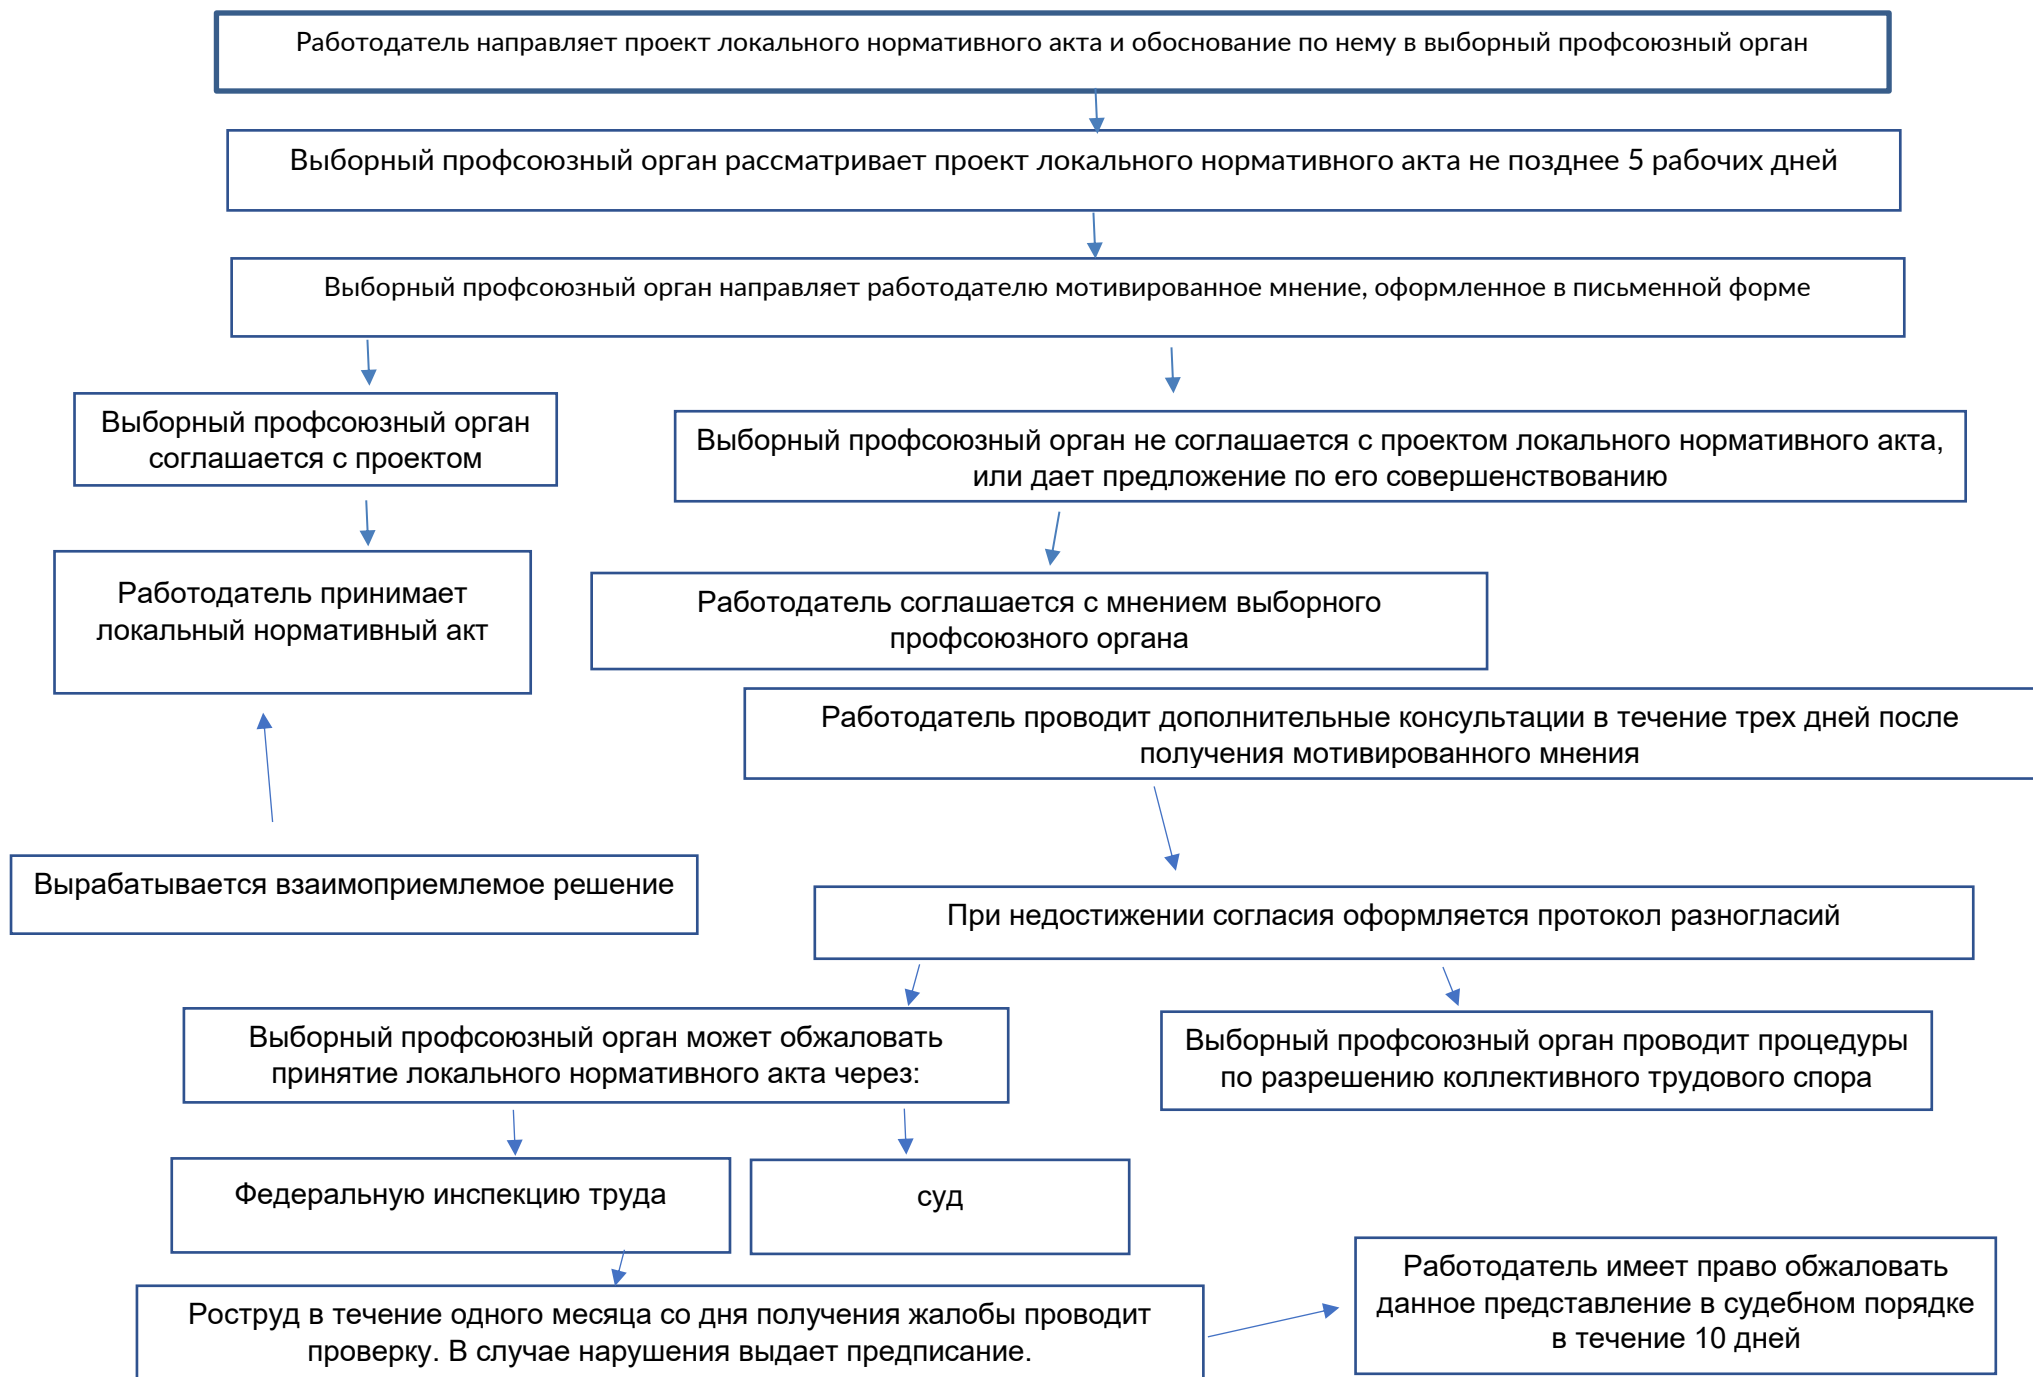 Работодатель направляет проект локального нормативного акта и обоснование по нему в выборный профсоюзный орган
Выборный профсоюзный орган рассматривает проект локального нормативного акта не позднее 5 рабочих дней
Выборный профсоюзный орган направляет работодателю мотивированное мнение, оформленное в письменной форме
Выборный профсоюзный орган
соглашается с проектом
Выборный профсоюзный орган не соглашается с проектом локального нормативного акта,
или дает предложение по его совершенствованию
Работодатель принимает
локальный нормативный акт
Работодатель соглашается с мнением выборного
профсоюзного органа
Работодатель проводит дополнительные консультации в течение трех дней после
получения мотивированного мнения
Вырабатывается взаимоприемлемое решение
При недостижении согласия оформляется протокол разногласий
Выборный профсоюзный орган может обжаловать
принятие локального нормативного акта через:
Выборный профсоюзный орган проводит процедуры
по разрешению коллективного трудового спора
Федеральную инспекцию труда
суд
Роструд в течение одного месяца со дня получения жалобы проводит
проверку. В случае нарушения выдает предписание.
Работодатель имеет право обжаловать
данное представление в судебном порядке
в течение 10 дней